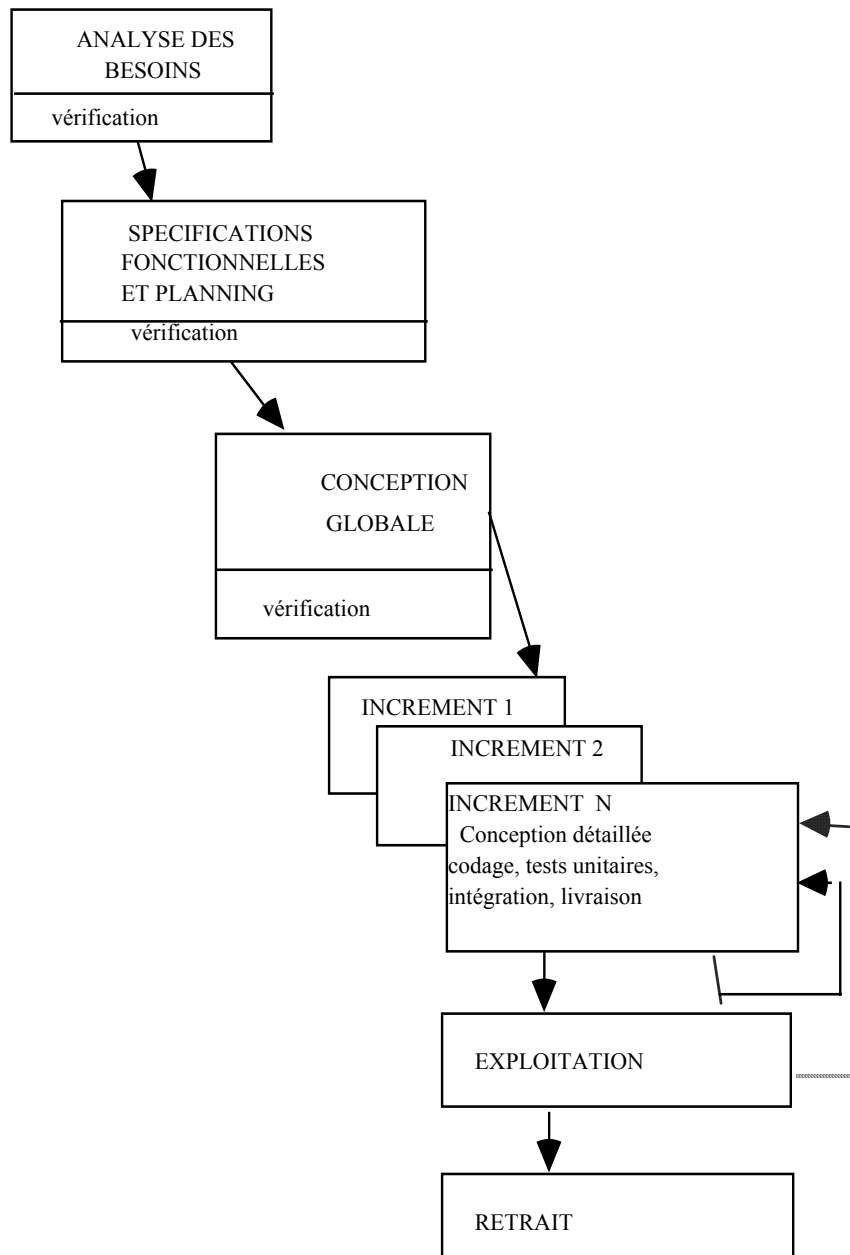 ANALYSE DES
BESOINS
vérification
SPECIFICATIONS
FONCTIONNELLES
ET PLANNING
vérification
CONCEPTION
GLOBALE
vérification
INCREMENT 1
INCREMENT 2
INCREMENT N
Conception détaillée
codage, tests unitaires,
intégration, livraison
EXPLOITATION
RETRAIT